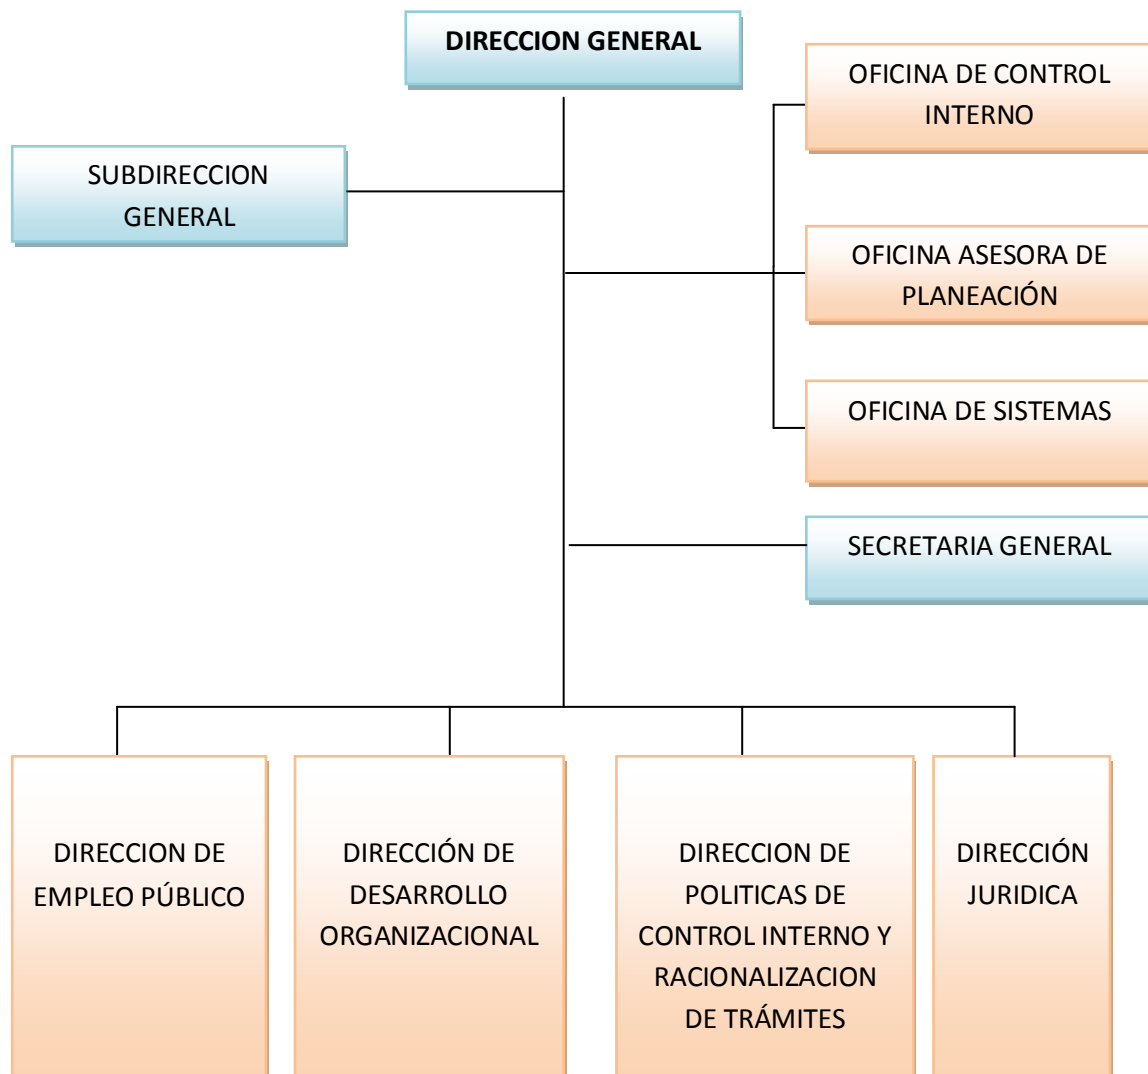 DIRECCION GENERAL
OFICINA DE CONTROL
INTERNO
SUBDIRECCION
GENERAL
OFICINA ASESORA DE
PLANEACIÓN
OFICINA DE SISTEMAS
SECRETARIA GENERAL
DIRECCION DE
EMPLEO PÚBLICO
DIRECCIÓN DE
DESARROLLO
ORGANIZACIONAL
DIRECCION DE
POLITICAS DE
CONTROL INTERNO Y
RACIONALIZACION
DE TRÁMITES
DIRECCIÓN
JURIDICA